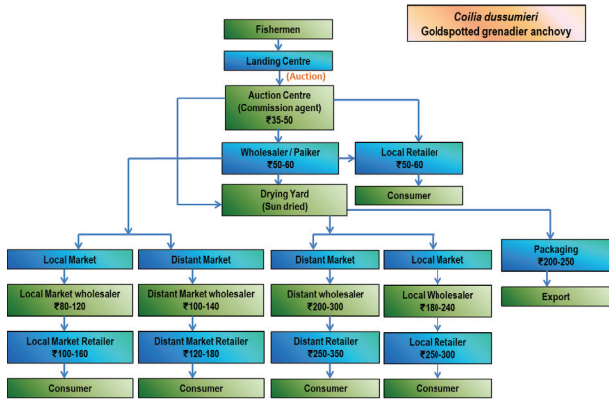 Coilia dussumieri
Goldspotted grenadier anchovy
Fishermen
Landing Centre
(Auction)
Auction Centre
(Commission agent)
₹35-50
Wholesaler / Paiker
₹50-60
Local Retailer
₹50-60
Drying Yard
(Sun dried)
Consumer
Local Market
Distant Market
Distant Market
Local Market
Packaging
₹200-250
Local Market wholesaler
₹80-120
Distant Market wholesaler
₹100-140
Distant wholesaler
₹200-300
Local Wholesaler
₹180-240
Export
Local Market Retailer
₹100-160
Distant Market Retailer
₹120-180
Distant Retailer
₹250-350
Local Retailer
₹250-300
Consumer
Consumer
Consumer
Consumer